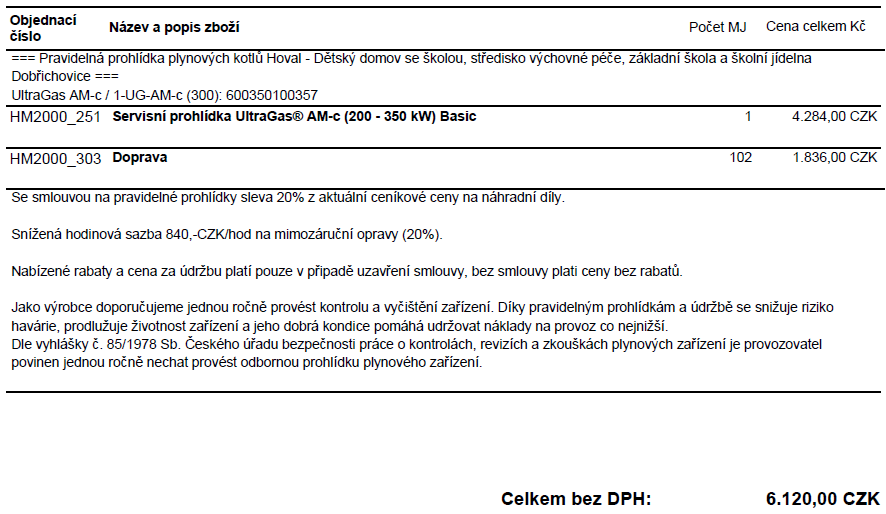 Objednací číslo Název a popis zboží Počet MJ Cena celkem Kč
=== Pravidelná prohlídka plynových kotlů Hoval - Dětský domov se školou, středisko výchovné péče, základní škola a školní jídelna
Dobřichovice ===
UltraGas AM-c / 1-UG-AM-c (300): 600350100357
HM2000_251 Servisní prohlídka UltraGas® AM-c (200 - 350 kW) Basic 1 4.284,00 CZK
HM2000_303 Doprava 102 1.836,00 CZK
Se smlouvou na pravidelné prohlídky sleva 20% z aktuální ceníkové ceny na náhradní díly.
Snížená hodinová sazba 840,-CZK/hod na mimozáruční opravy (20%).
Nabízené rabaty a cena za údržbu platí pouze v případě uzavření smlouvy, bez smlouvy plati ceny bez rabatů.
Jako výrobce doporučujeme jednou ročně provést kontrolu a vyčištění zařízení. Díky pravidelným prohlídkám a údržbě se snižuje riziko
havárie, prodlužuje životnost zařízení a jeho dobrá kondice pomáhá udržovat náklady na provoz co nejnižší.
Dle vyhlášky č. 85/1978 Sb. Českého úřadu bezpečnosti práce o kontrolách, revizích a zkouškách plynových zařízení je provozovatel
povinen jednou ročně nechat provést odbornou prohlídku plynového zařízení.
Celkem bez DPH: 6.120,00 CZK